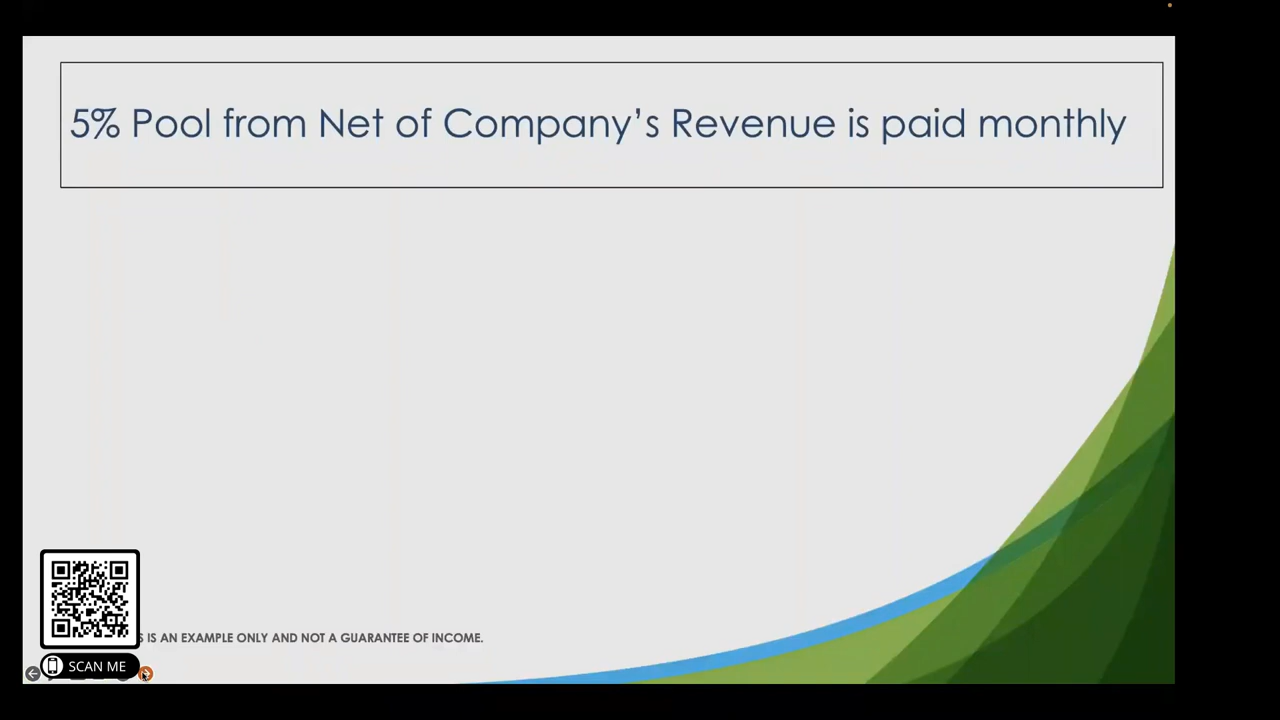 5% Pool from Net of Company’s Revenue is paid monthly
IS AN EXAMPLE ONLY AND NOT A GUARANTEE OF INCOME.
SCAN ME